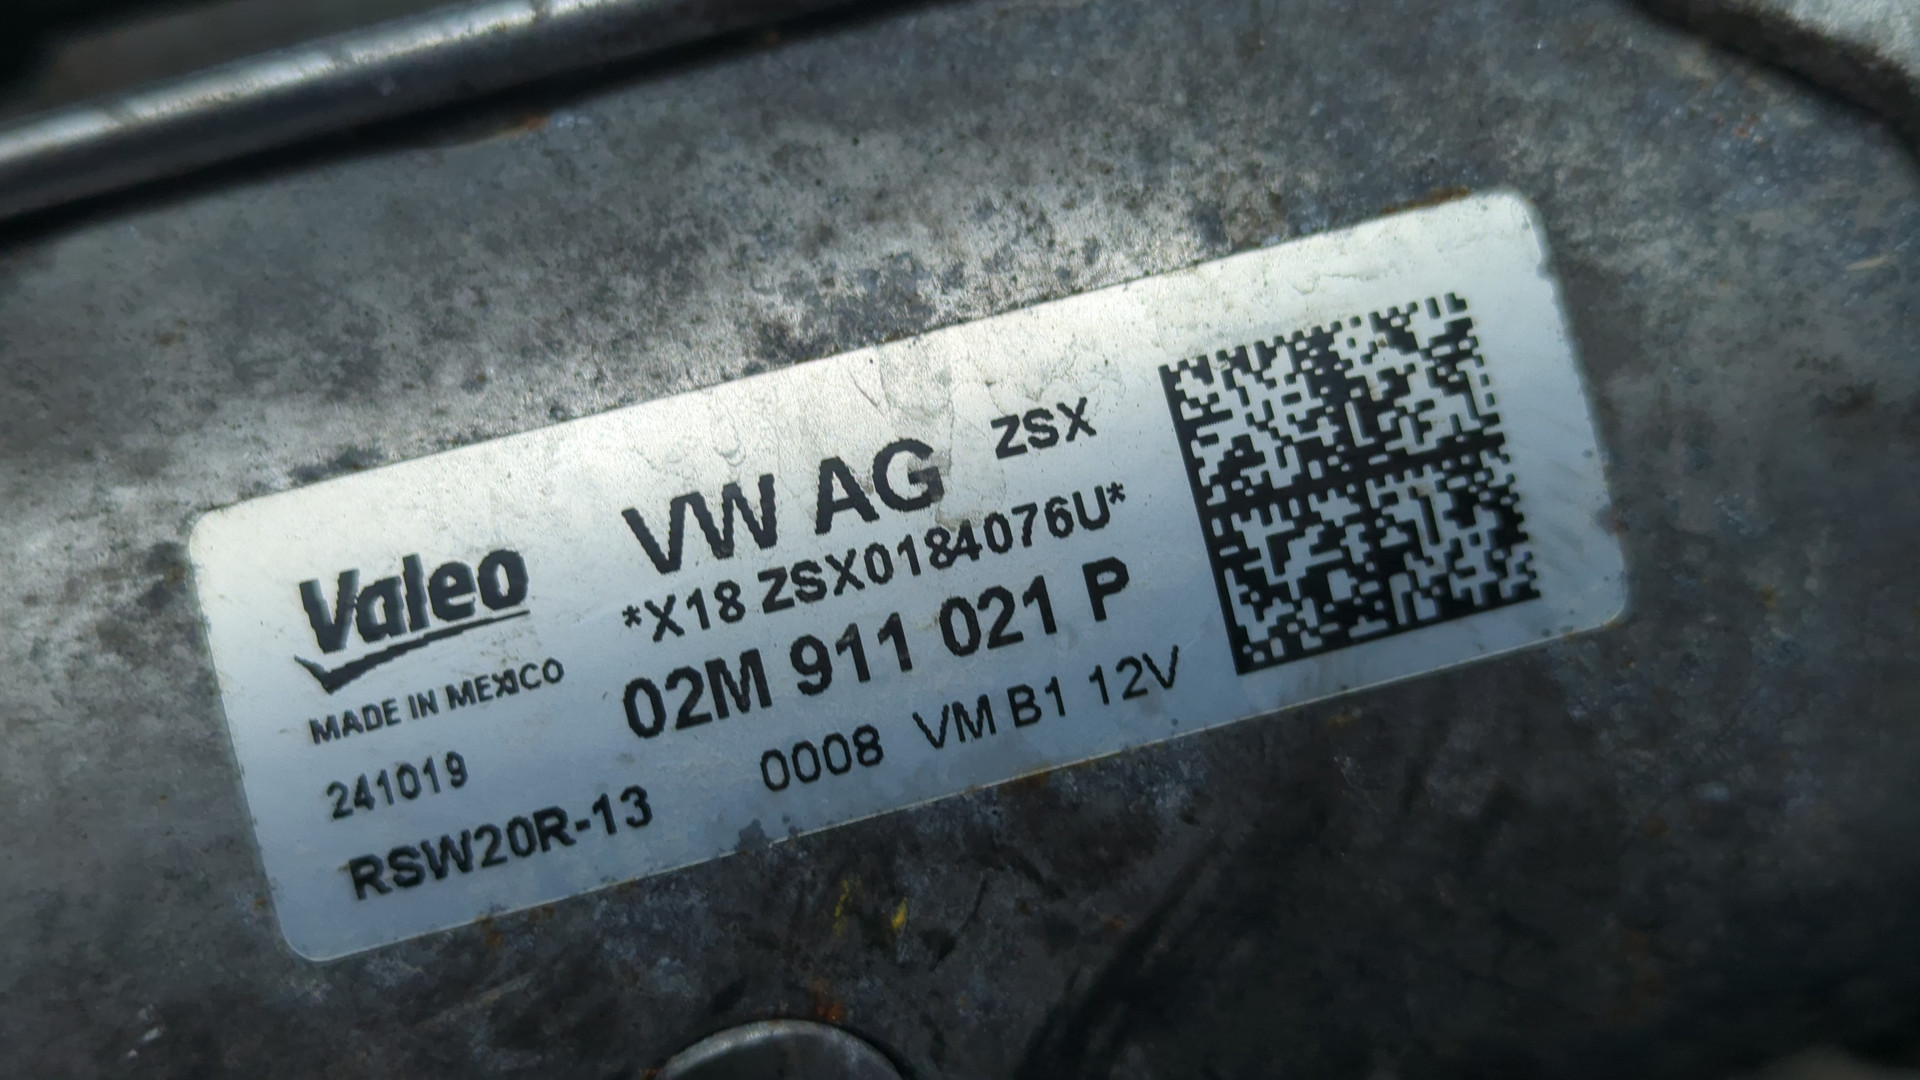 Valeo
MADE IN MEXICO
241019
RSW20R-13
VW AG ZSX
*X18 ZSX0184076U*
02M 911 021 P
0008 VM B1 12V